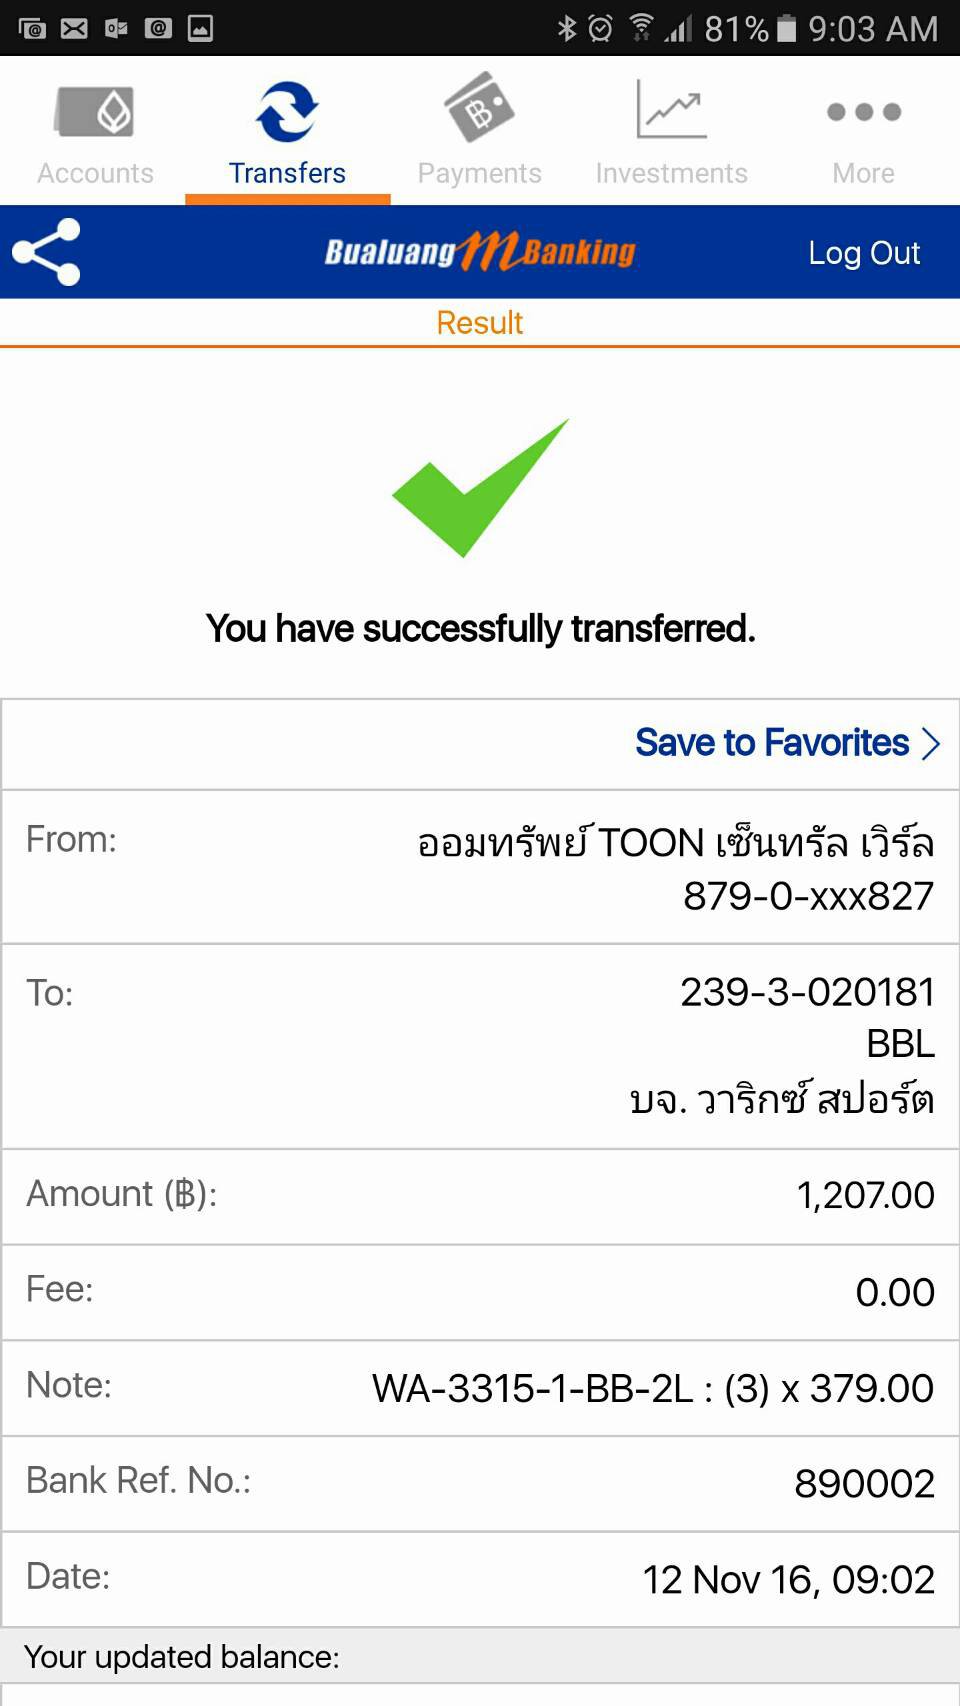 81% 9:03 AM
Accounts Transfers Payments Investments More
Bualuang mBanking Log Out
Result
You have successfully transferred.
Save to Favorites
From: ออมทรัพย์ TOON เซ็นทรัล เวิร์ล
879-0-xxx827
To: 239-3-020181
BBL
บจ. วาริกซ์ สปอร์ต
Amount (฿): 1,207.00
Fee: 0.00
Note: WA-3315-1-BB-2L : (3) x 379.00
Bank Ref. No.: 890002
Date: 12 Nov 16, 09:02
Your updated balance: